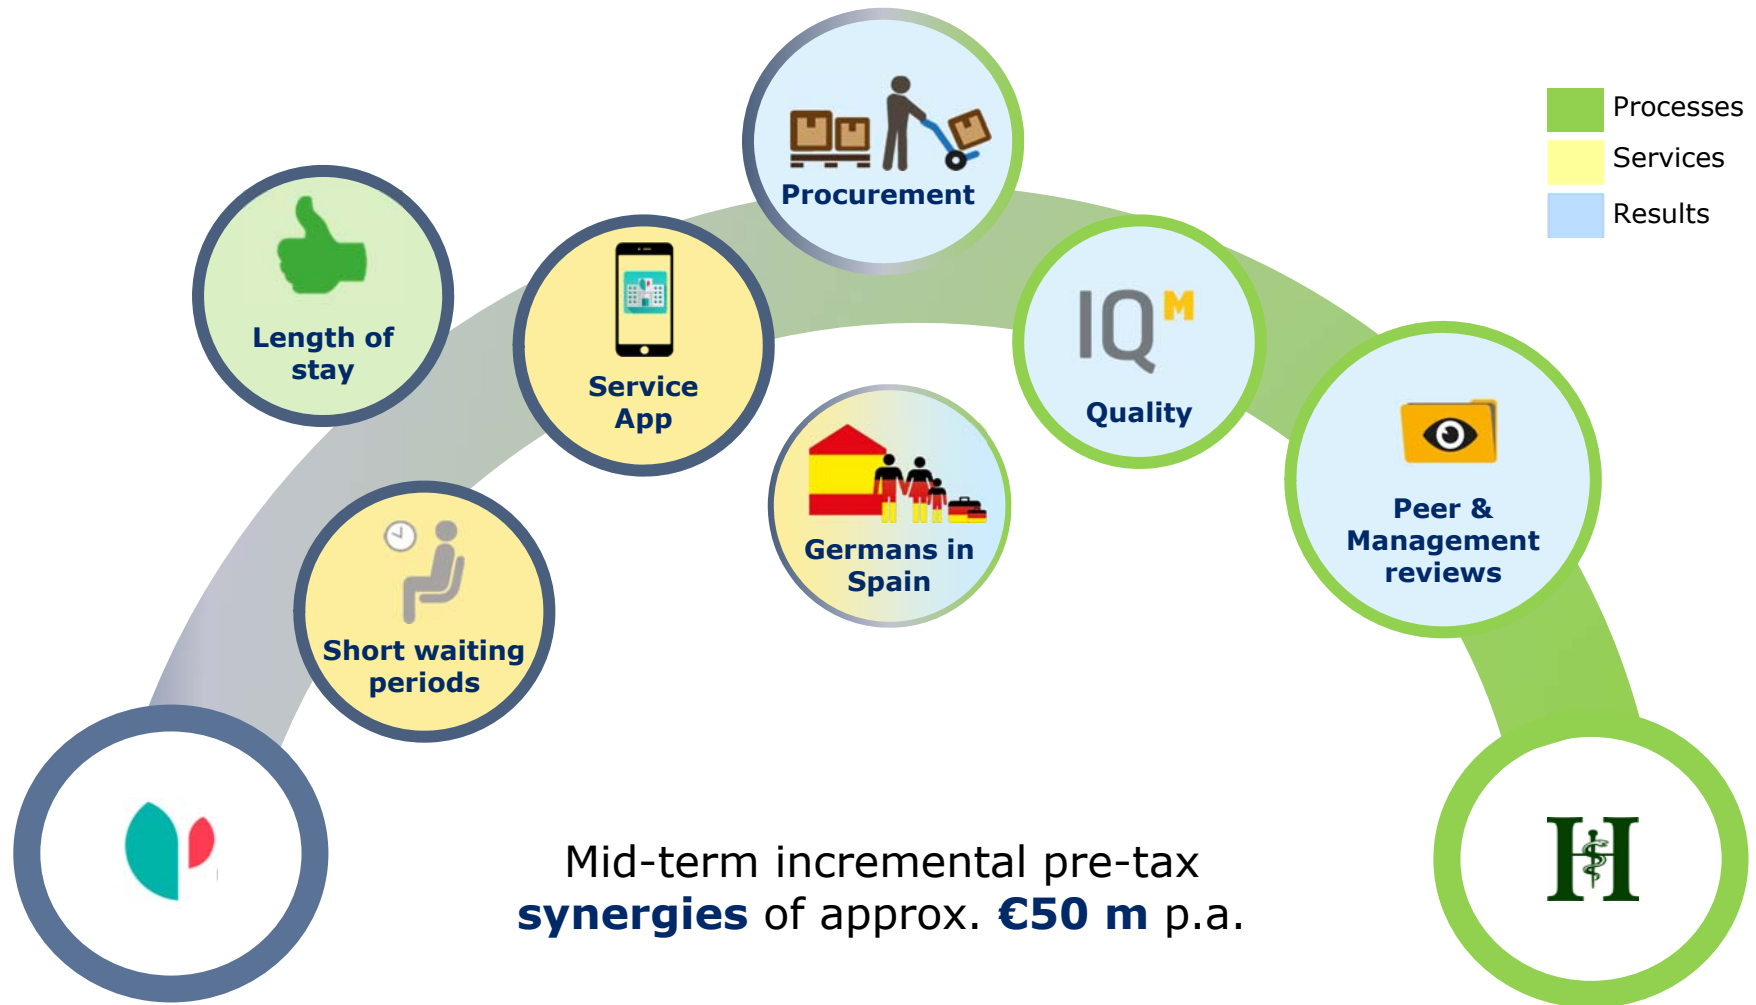 Processes
Services
Results
Procurement
Length of
stay
Service
App
IQM
Quality
Germans in
Spain
Peer &
Management
reviews
Short waiting
periods
H
Mid-term incremental pre-tax
synergies of approx. €50 m p.a.